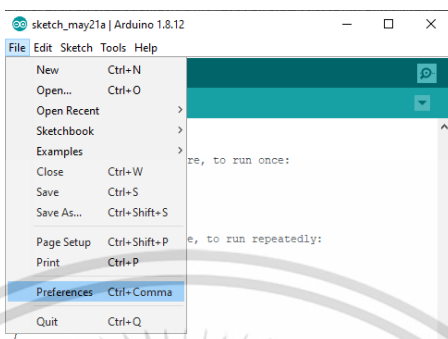 sketch_may21a | Arduino 1.8.12
File Edit Sketch Tools Help
New Ctrl+N
Open... Ctrl+O
Open Recent
Sketchbook
Examples
re, to run once:
Close Ctrl+W
Save Ctrl+S
Save As... Ctrl+Shift+S
Page Setup Ctrl+Shift+P
e, to run repeatedly:
Print Ctrl+P
Preferences Ctrl+Comma
Quit Ctrl+Q